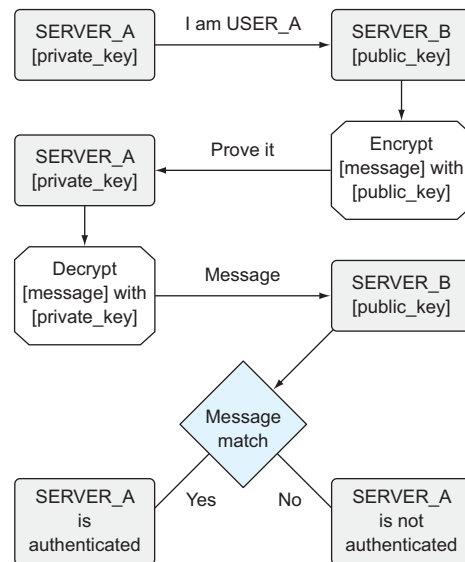 SERVER_A
[private_key]
I am USER_A
SERVER_B
[public_key]
SERVER_A
[private_key]
Prove it
Encrypt
[message] with
[public_key]
Decrypt
[message] with
[private_key]
Message
SERVER_B
[public_key]
Message
match
Yes
No
SERVER_A
is
authenticated
SERVER_A
is not
authenticated